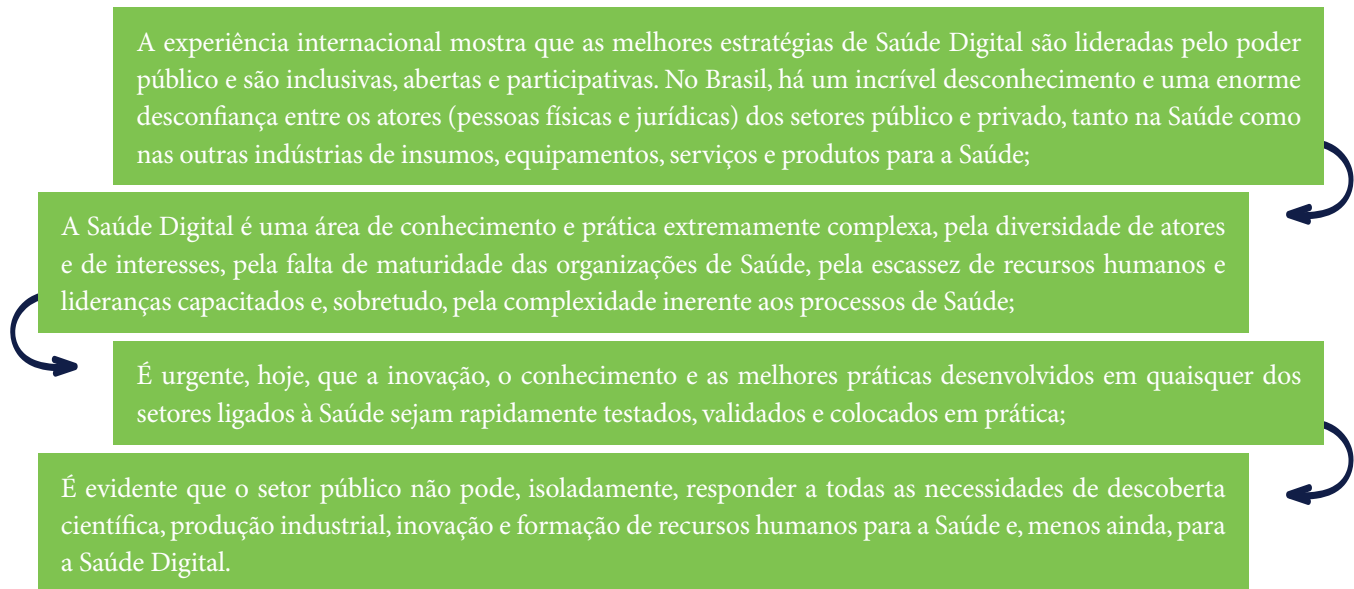 A experiência internacional mostra que as melhores estratégias de Saúde Digital são lideradas pelo poder
público e são inclusivas, abertas e participativas. No Brasil, há um incrível desconhecimento e uma enorme
desconfiança entre os atores (pessoas físicas e jurídicas) dos setores público e privado, tanto na Saúde como
nas outras indústrias de insumos, equipamentos, serviços e produtos para a Saúde;
A Saúde Digital é uma área de conhecimento e prática extremamente complexa, pela diversidade de atores
e de interesses, pela falta de maturidade das organizações de Saúde, pela escassez de recursos humanos e
lideranças capacitados e, sobretudo, pela complexidade inerente aos processos de Saúde;
É urgente, hoje, que a inovação, o conhecimento e as melhores práticas desenvolvidos em quaisquer dos
setores ligados à Saúde sejam rapidamente testados, validados e colocados em prática;
É evidente que o setor público não pode, isoladamente, responder a todas as necessidades de descoberta
científica, produção industrial, inovação e formação de recursos humanos para a Saúde e, menos ainda, para
a Saúde Digital.